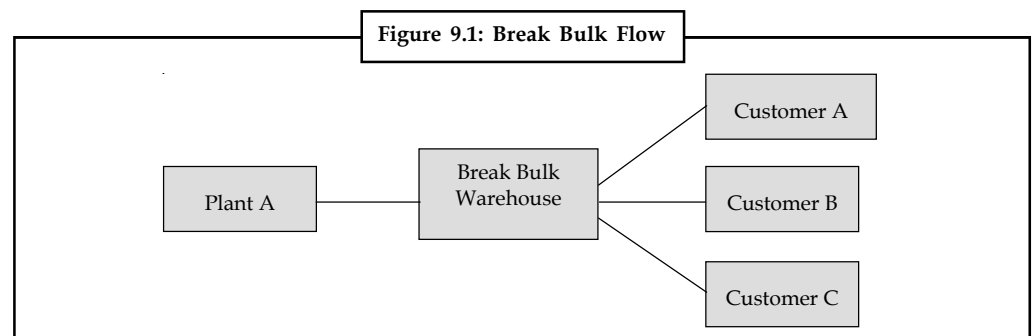 Figure 9.1: Break Bulk Flow
Customer A
Break Bulk
Warehouse
Plant A
Customer B
Customer C